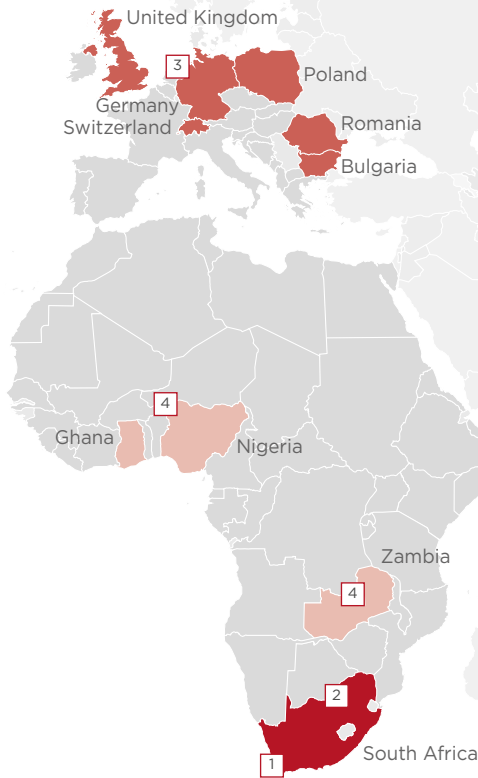 United Kingdom
3
Poland
Germany
Switzerland
Romania
Bulgaria
4
Ghana
Nigeria
Zambia
4
2
South Africa
1